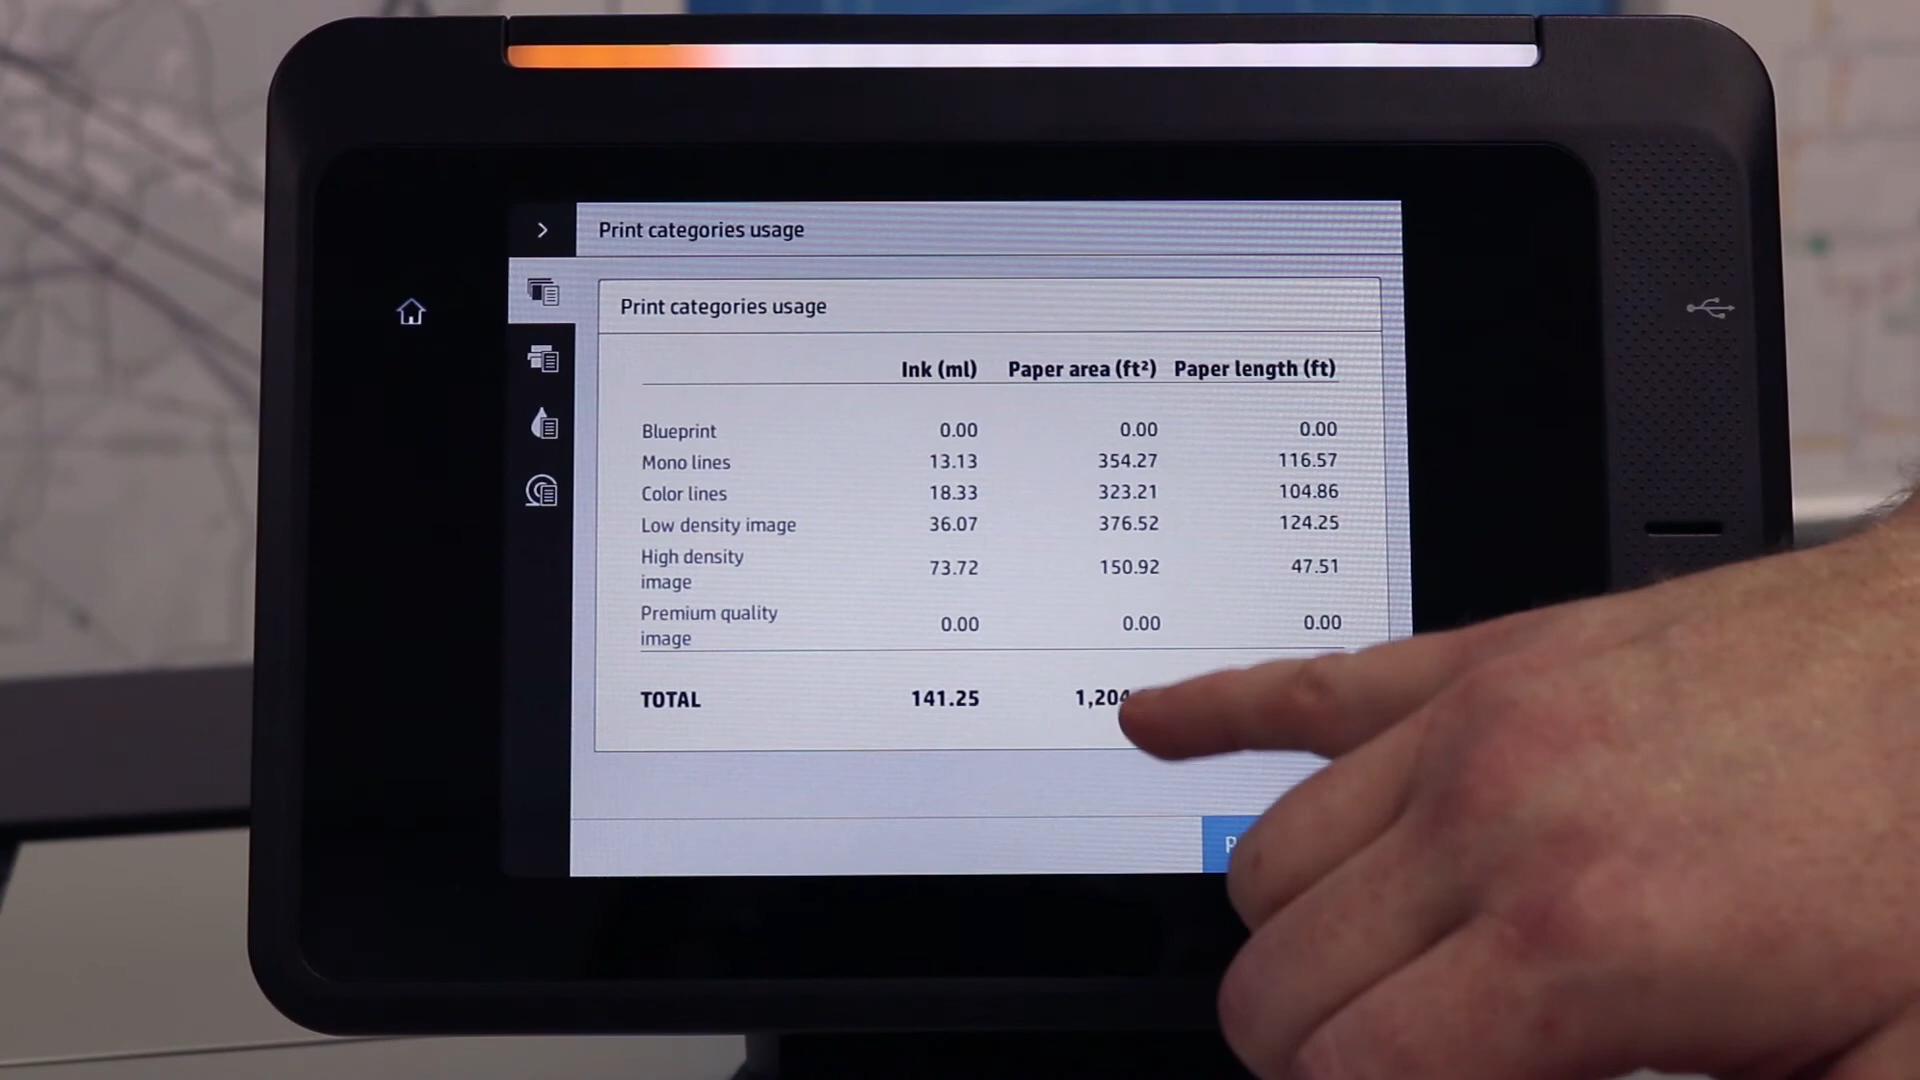 Print categories usage
Print categories usage
Ink (ml) Paper area (ft²) Paper length (ft)
Blueprint 0.00 0.00 0.00
Mono lines 13.13 354.27 116.57
Color lines 18.33 323.21 104.86
Low density image 36.07 376.52 124.25
High density
image 73.72 150.92 47.51
Premium quality
image 0.00 0.00 0.00
TOTAL 141.25 1,204